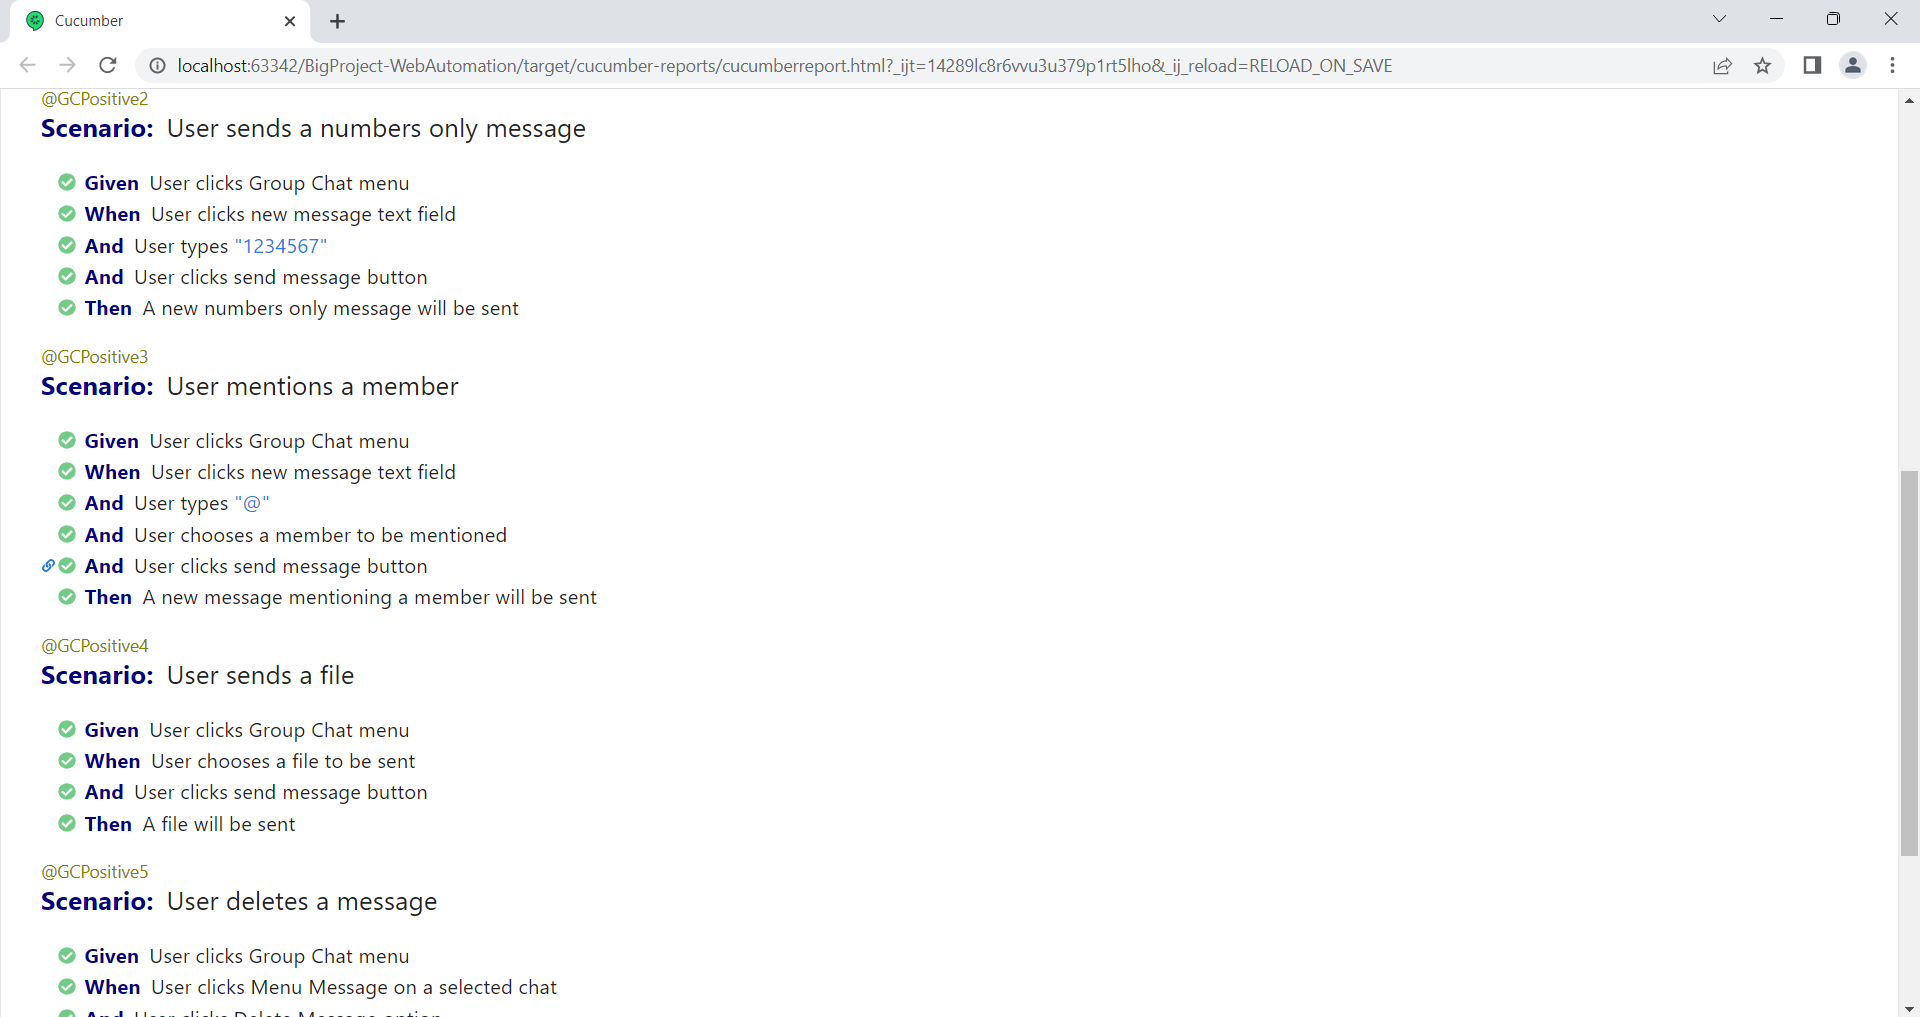 Cucumber
localhost:63342/BigProject-WebAutomation/target/cucumber-reports/cucumberreport.html?_ijt=14289lc8r6vvu3u379p1rt5lho&_ij_reload=RELOAD_ON_SAVE
@GCPositive2
Scenario: User sends a numbers only message
Given User clicks Group Chat menu
When User clicks new message text field
And User types "1234567"
And User clicks send message button
Then A new numbers only message will be sent
@GCPositive3
Scenario: User mentions a member
Given User clicks Group Chat menu
When User clicks new message text field
And User types "@"
And User chooses a member to be mentioned
And User clicks send message button
Then A new message mentioning a member will be sent
@GCPositive4
Scenario: User sends a file
Given User clicks Group Chat menu
When User chooses a file to be sent
And User clicks send message button
Then A file will be sent
@GCPositive5
Scenario: User deletes a message
Given User clicks Group Chat menu
When User clicks Menu Message on a selected chat
And User clicks Delete Message option